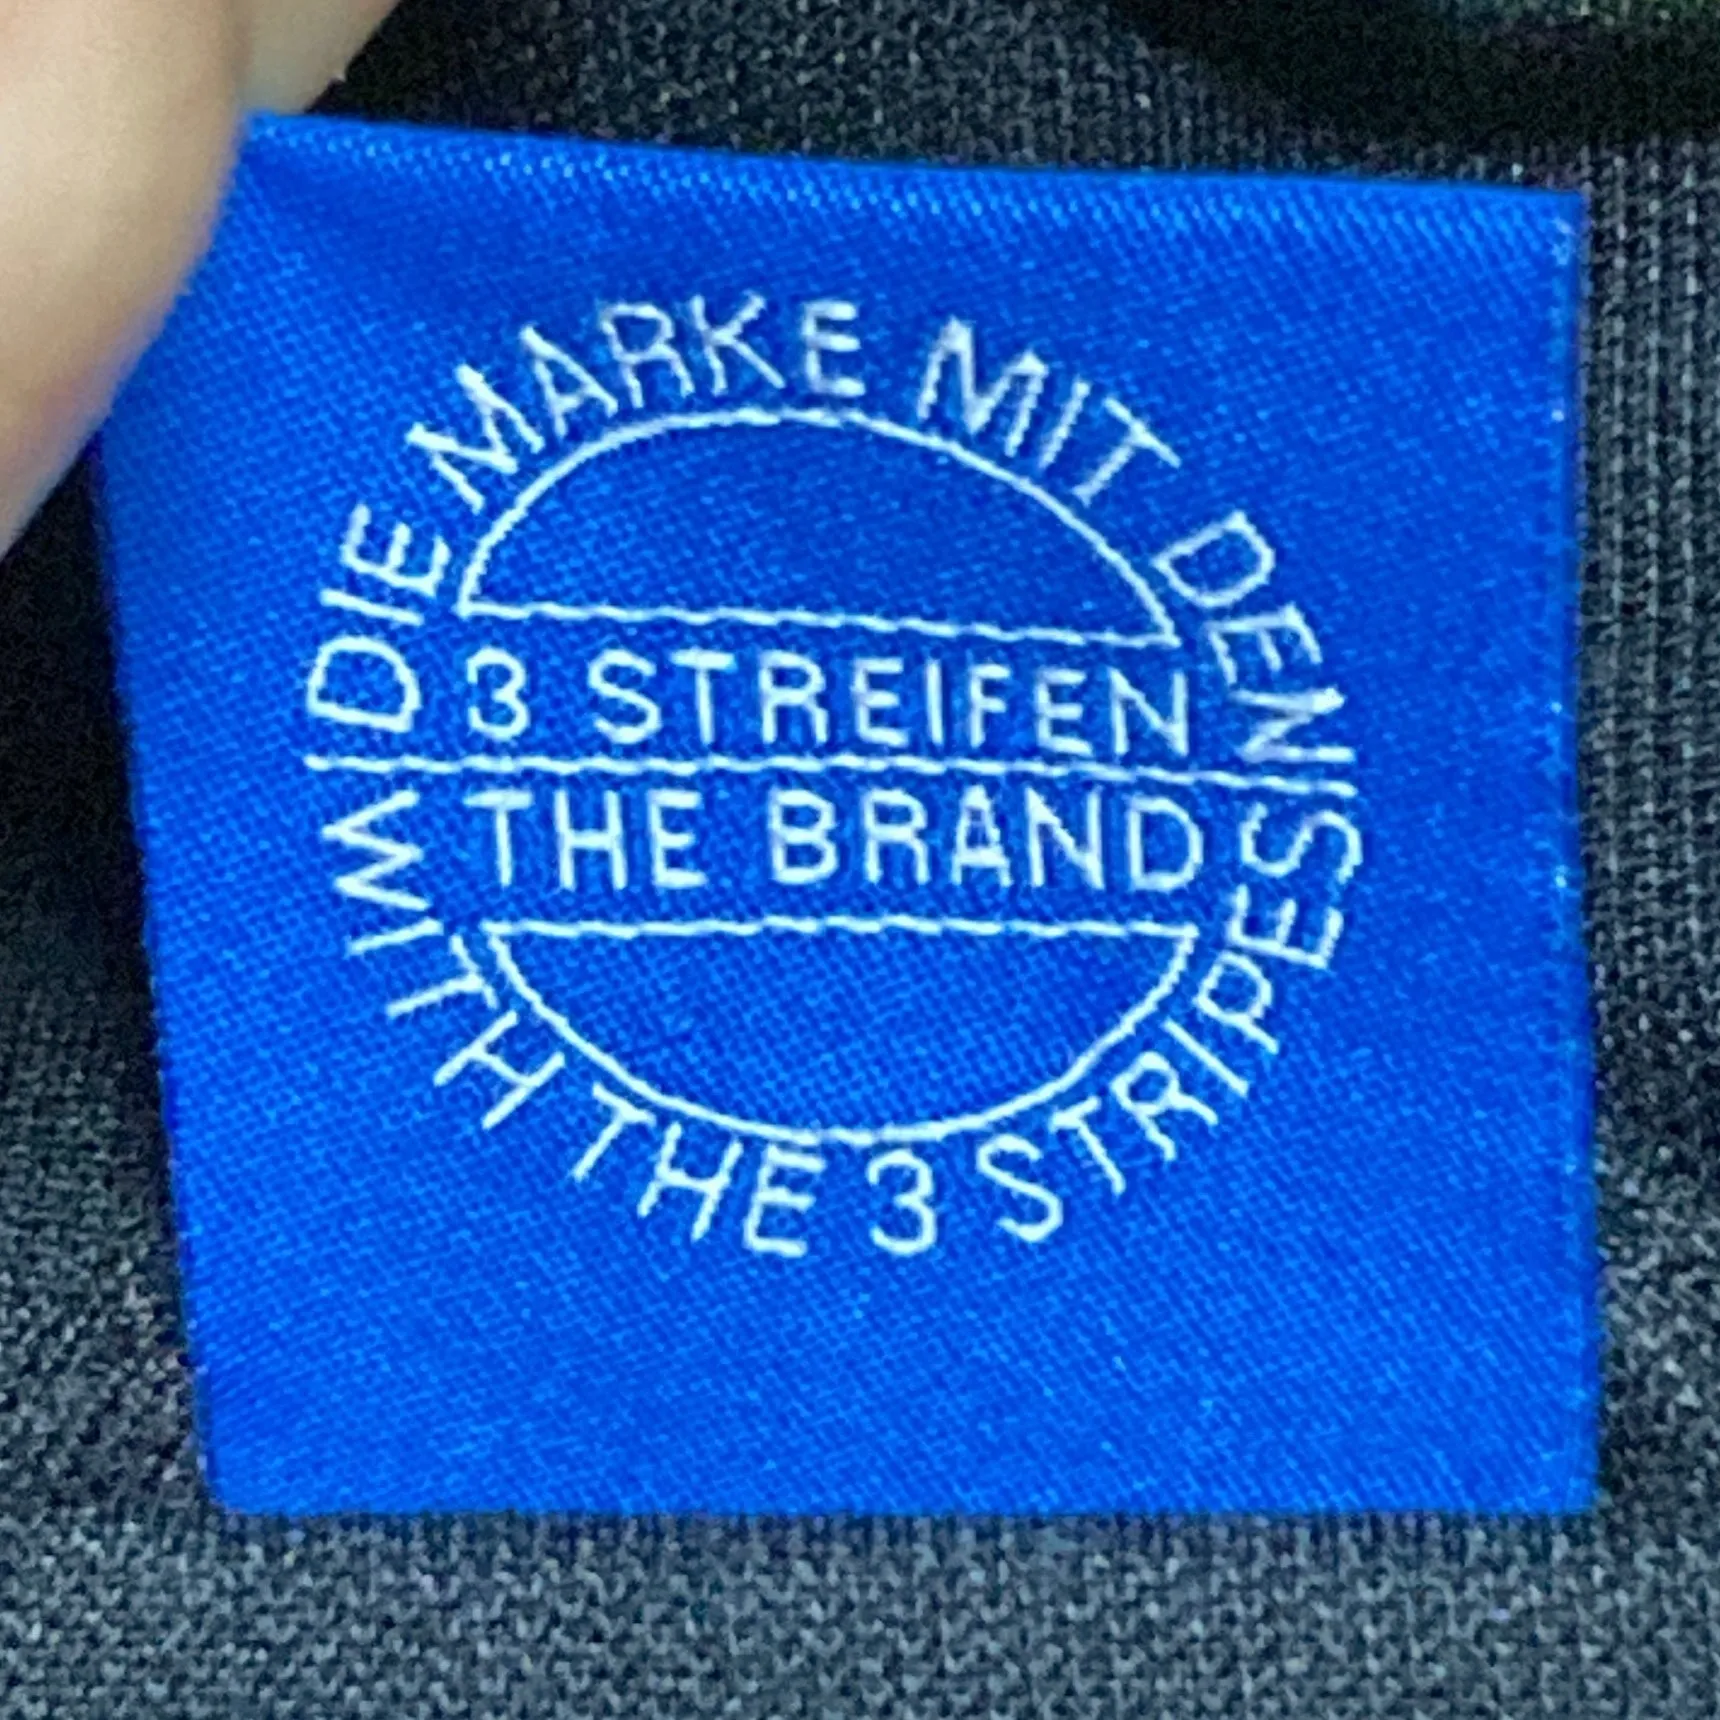 DIE MARKE MIT DEN
3 STREIFEN
THE BRAND
WITH THE 3 STRIPES